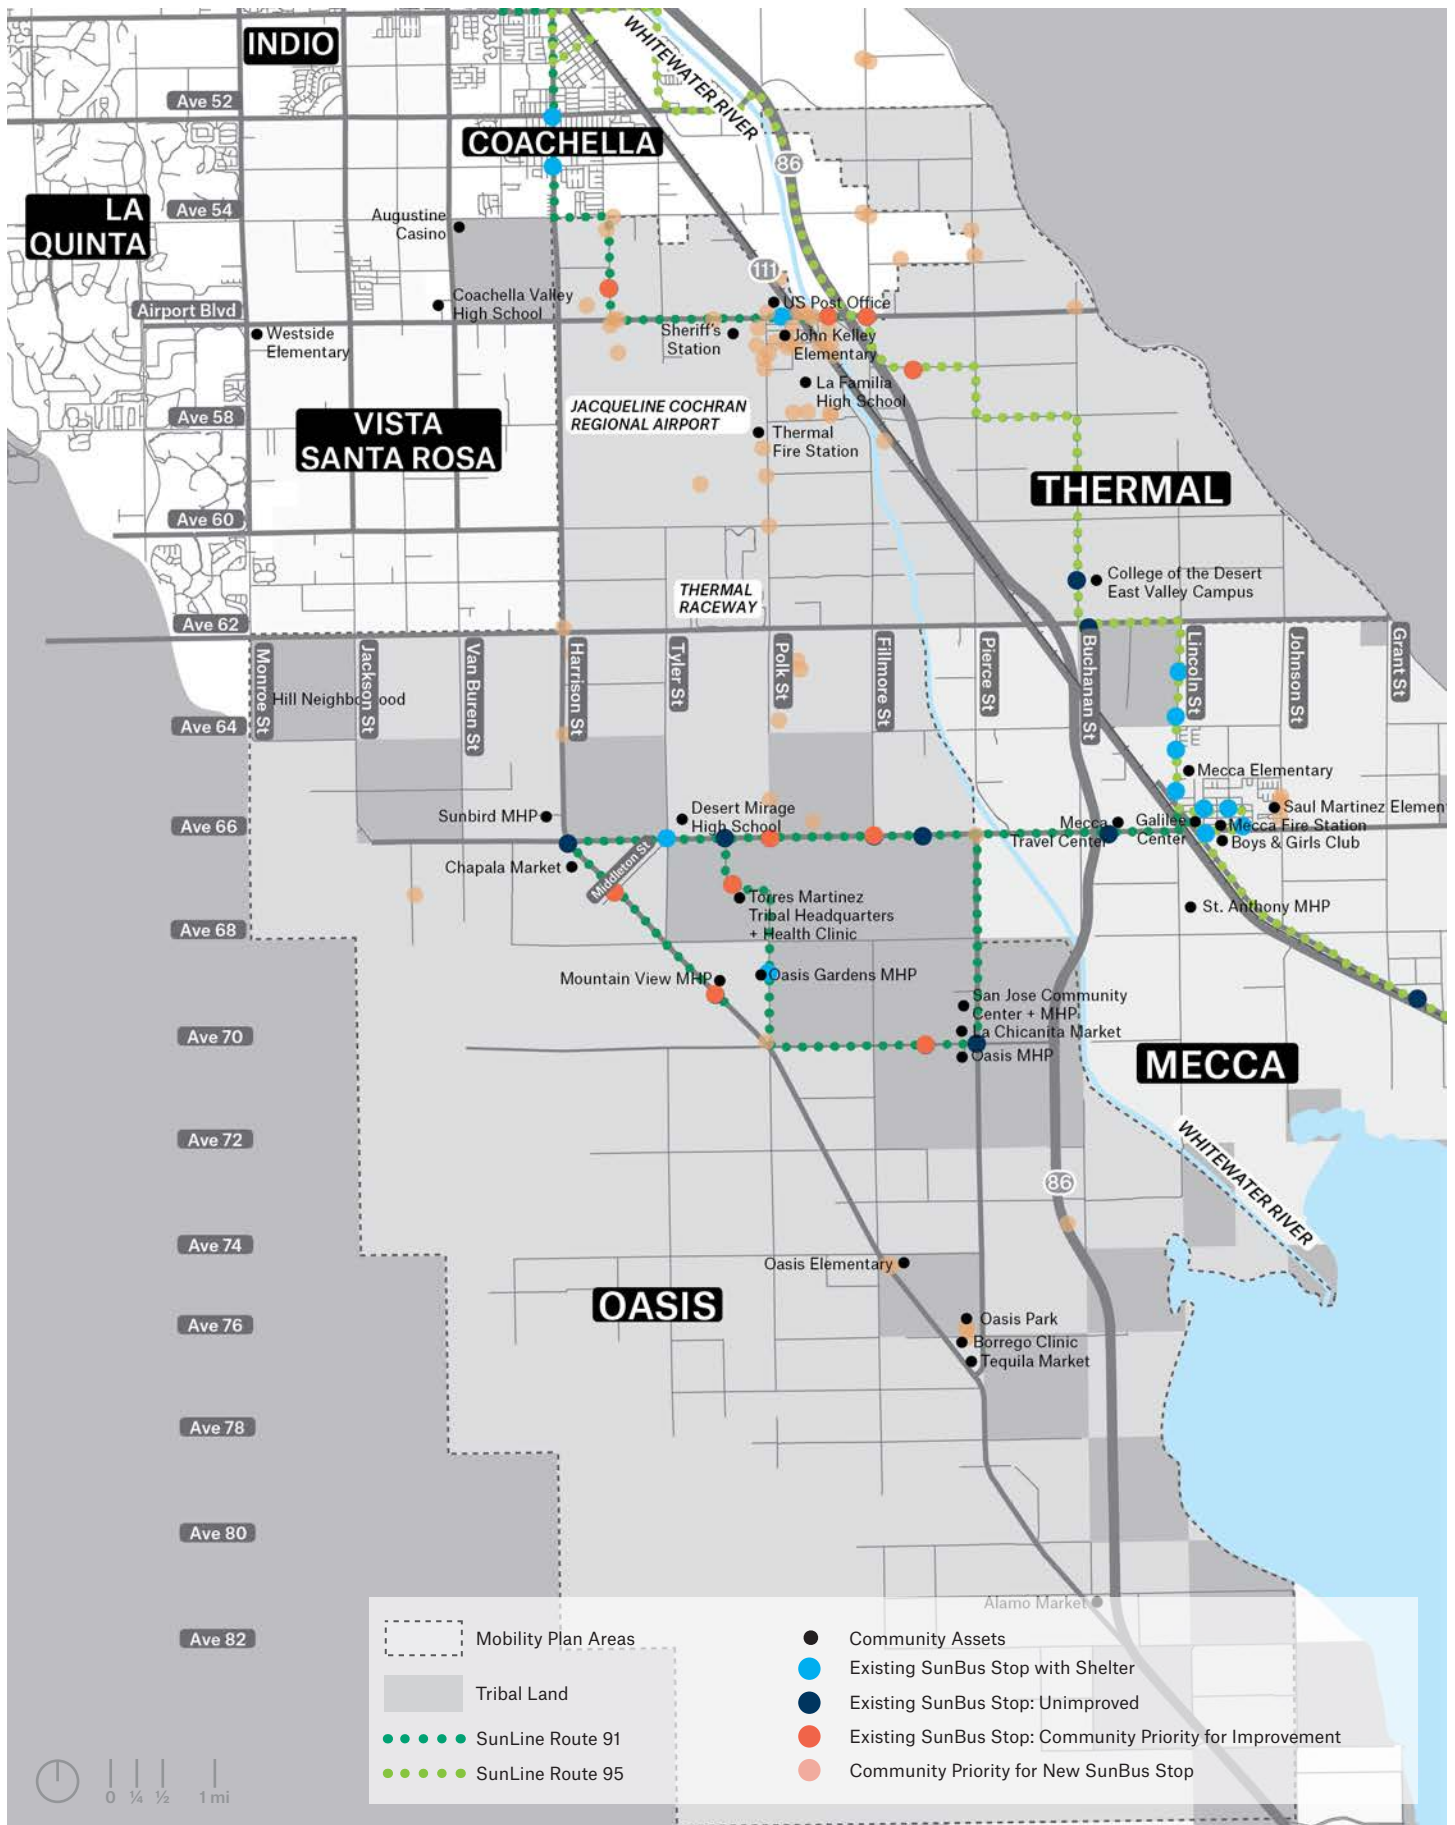 INDIO
WHITEWATER RIVER
Ave 52
COACHELLA
86
LA
QUINTA
Ave 54
Augustine
Casino
111
Coachella Valley
High School
US Post Office
Airport Blvd
Westside
Elementary
Sheriff's
Station
John Kelley
Elementary
La Familia
High School
JACQUELINE COCHRAN
REGIONAL AIRPORT
Ave 58
VISTA
SANTA ROSA
Thermal
Fire Station
THERMAL
Ave 60
College of the Desert
East Valley Campus
THERMAL
RACEWAY
Ave 62
Monroe St
Jackson St
Van Buren St
Harrison St
Tyler St
Polk St
Fillmore St
Pierce St
Buchanan St
Lincoln St
Johnson St
Grant St
Hill Neighborhood
Ave 64
Mecca Elementary
Sunbird MHP
Desert Mirage
High School
Saul Martinez Elemen
Ave 66
Mecca
Travel Center
Galilee
Center
Mecca Fire Station
Boys & Girls Club
Chapala Market
Middleton St
Torres Martinez
Tribal Headquarters
+ Health Clinic
St. Anthony MHP
Ave 68
Mountain View MHP
Oasis Gardens MHP
San Jose Community
Center + MHP
La Chicanita Market
Ave 70
Oasis MHP
MECCA
Ave 72
WHITEWATER RIVER
86
Ave 74
Oasis Elementary
OASIS
Oasis Park
Ave 76
Borrego Clinic
Tequila Market
Ave 78
Ave 80
Alamo Market
Ave 82
Mobility Plan Areas
Tribal Land
SunLine Route 91
SunLine Route 95
Community Assets
Existing SunBus Stop with Shelter
Existing SunBus Stop: Unimproved
Existing SunBus Stop: Community Priority for Improvement
Community Priority for New SunBus Stop
0 ¼ ½ 1 mi